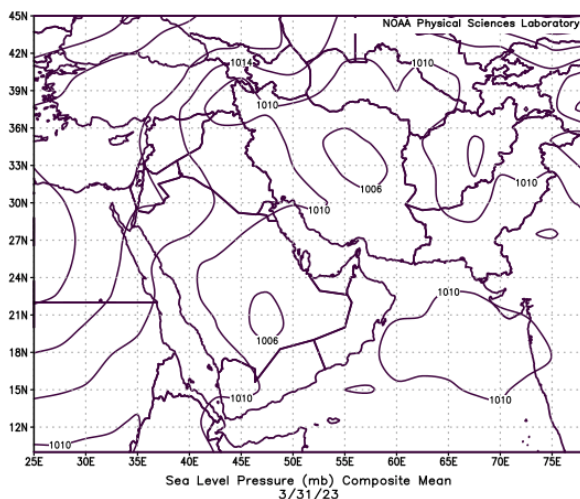 NOAA Physical Sciences Laboratory
45N
42N
39N
36N
33N
30N
27N
24N
21N
18N
15N
12N
1014
1010
1010
1006
1010
1010
1010
1006
1010
1010
25E 30E 35E 40E 45E 50E 55E 60E 65E 70E 75E
Sea Level Pressure (mb) Composite Mean
3/31/23